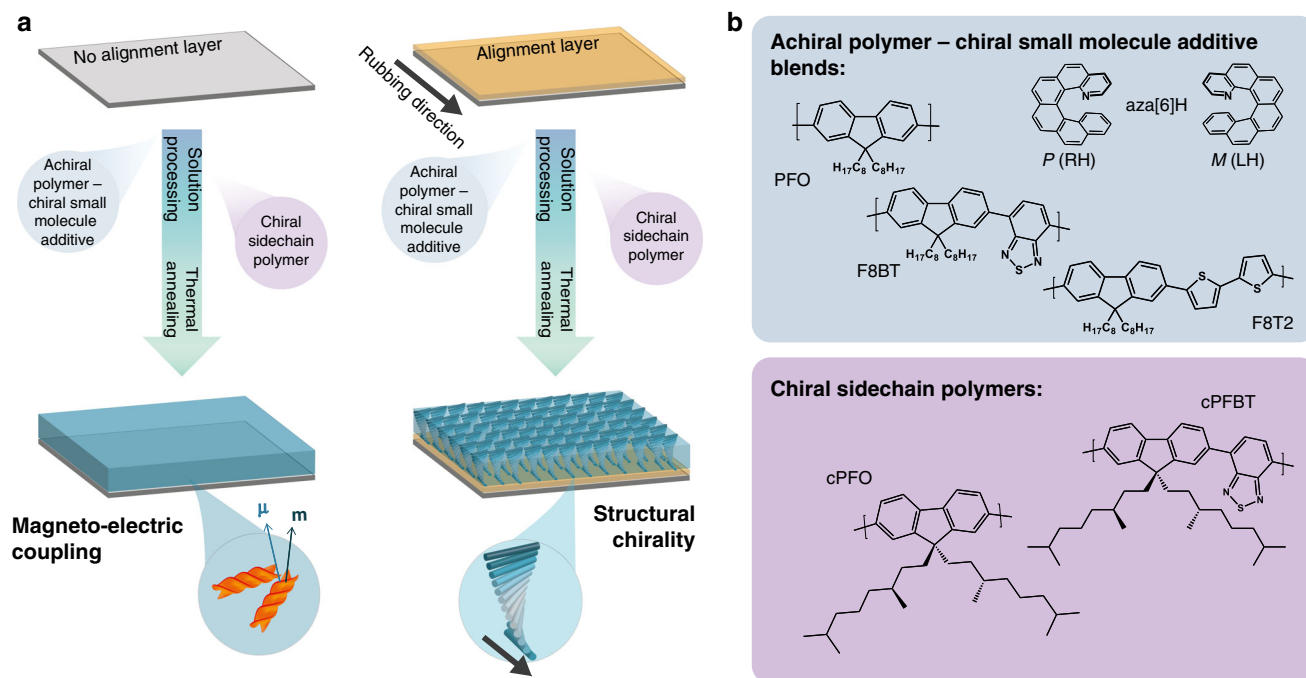 a
No alignment layer
Alignment layer
Rubbing direction
Achiral
polymer –
chiral small
molecule
additive
Solution
processing
Thermal
annealing
Chiral
sidechain
polymer
Achiral
polymer –
chiral small
molecule
additive
Solution
processing
Thermal
annealing
Chiral
sidechain
polymer
Magneto-electric
coupling
μ
m
Structural
chirality
b
Achiral polymer – chiral small molecule additive
blends:
N
aza[6]H
N
P (RH)
M (LH)
H₁₇C₈ C₈H₁₇
PFO
H₁₇C₈ C₈H₁₇
N
S
N
F8BT
S
S
H₁₇C₈ C₈H₁₇
F8T2
Chiral sidechain polymers:
cPFBT
N
S
N
cPFO